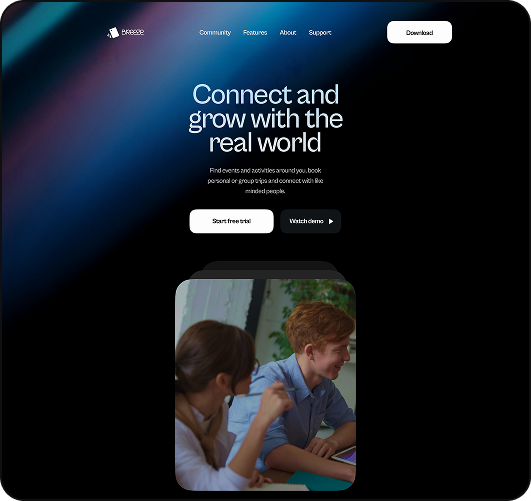 Breeze
Community Features About Support
Download
Connect and
grow with the
real world
Find events and activities around you, book
personal or group trips and connect with like
minded people.
Start free trial
Watch demo